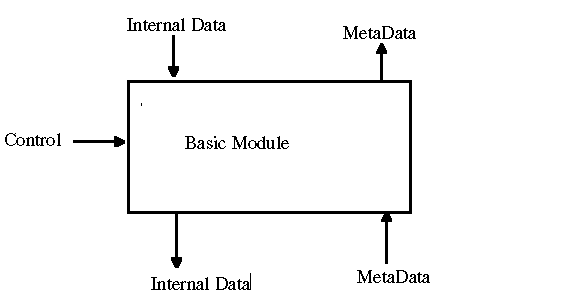 Internal Data
MetaData
Control
Basic Module
Internal Data
MetaData